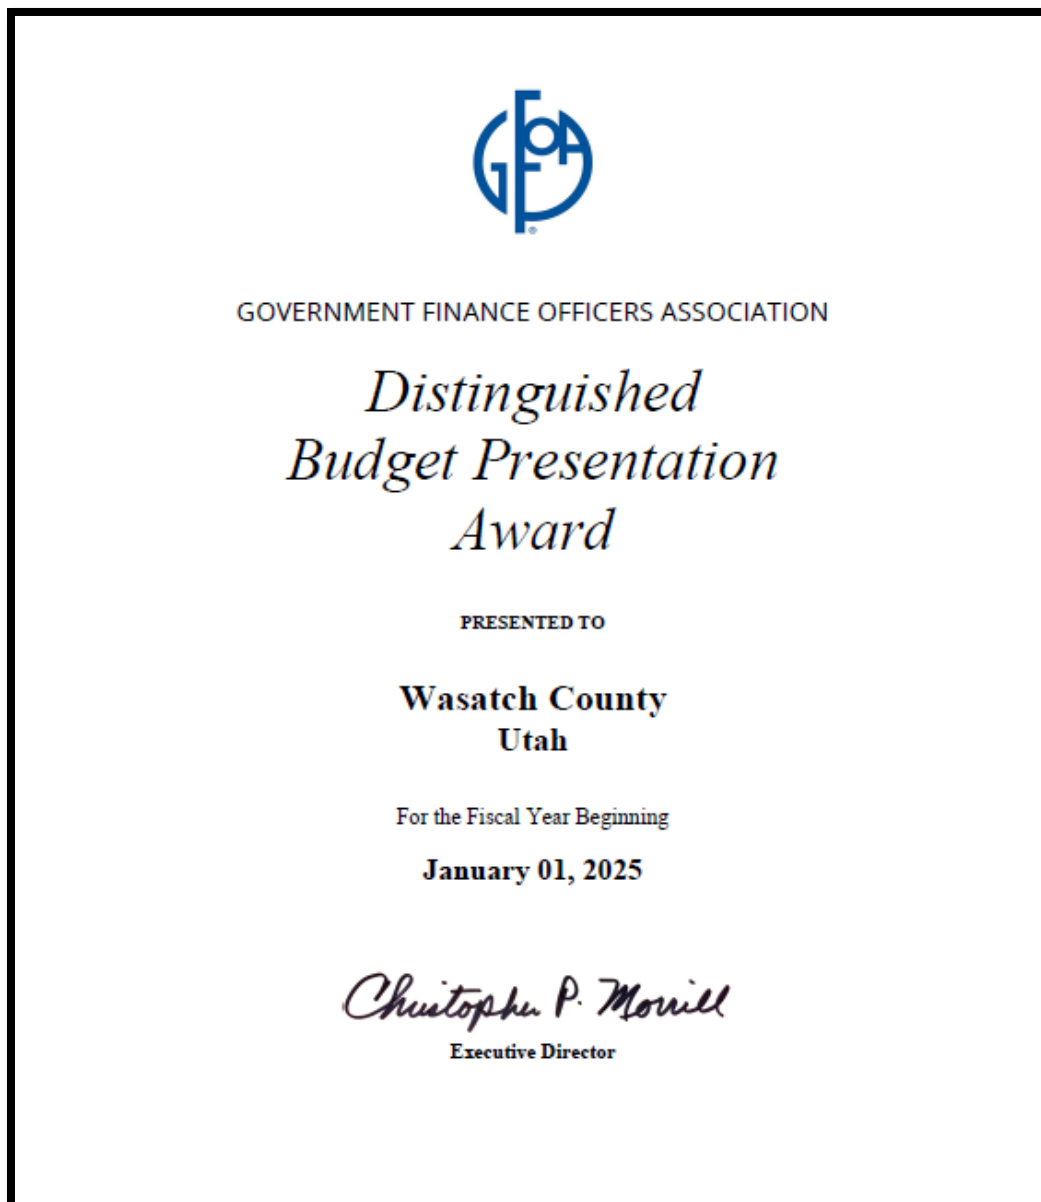 GFOA
®
GOVERNMENT FINANCE OFFICERS ASSOCIATION
Distinguished
Budget Presentation
Award
PRESENTED TO
Wasatch County
Utah
For the Fiscal Year Beginning
January 01, 2025
Christopher P. Morrill
Executive Director